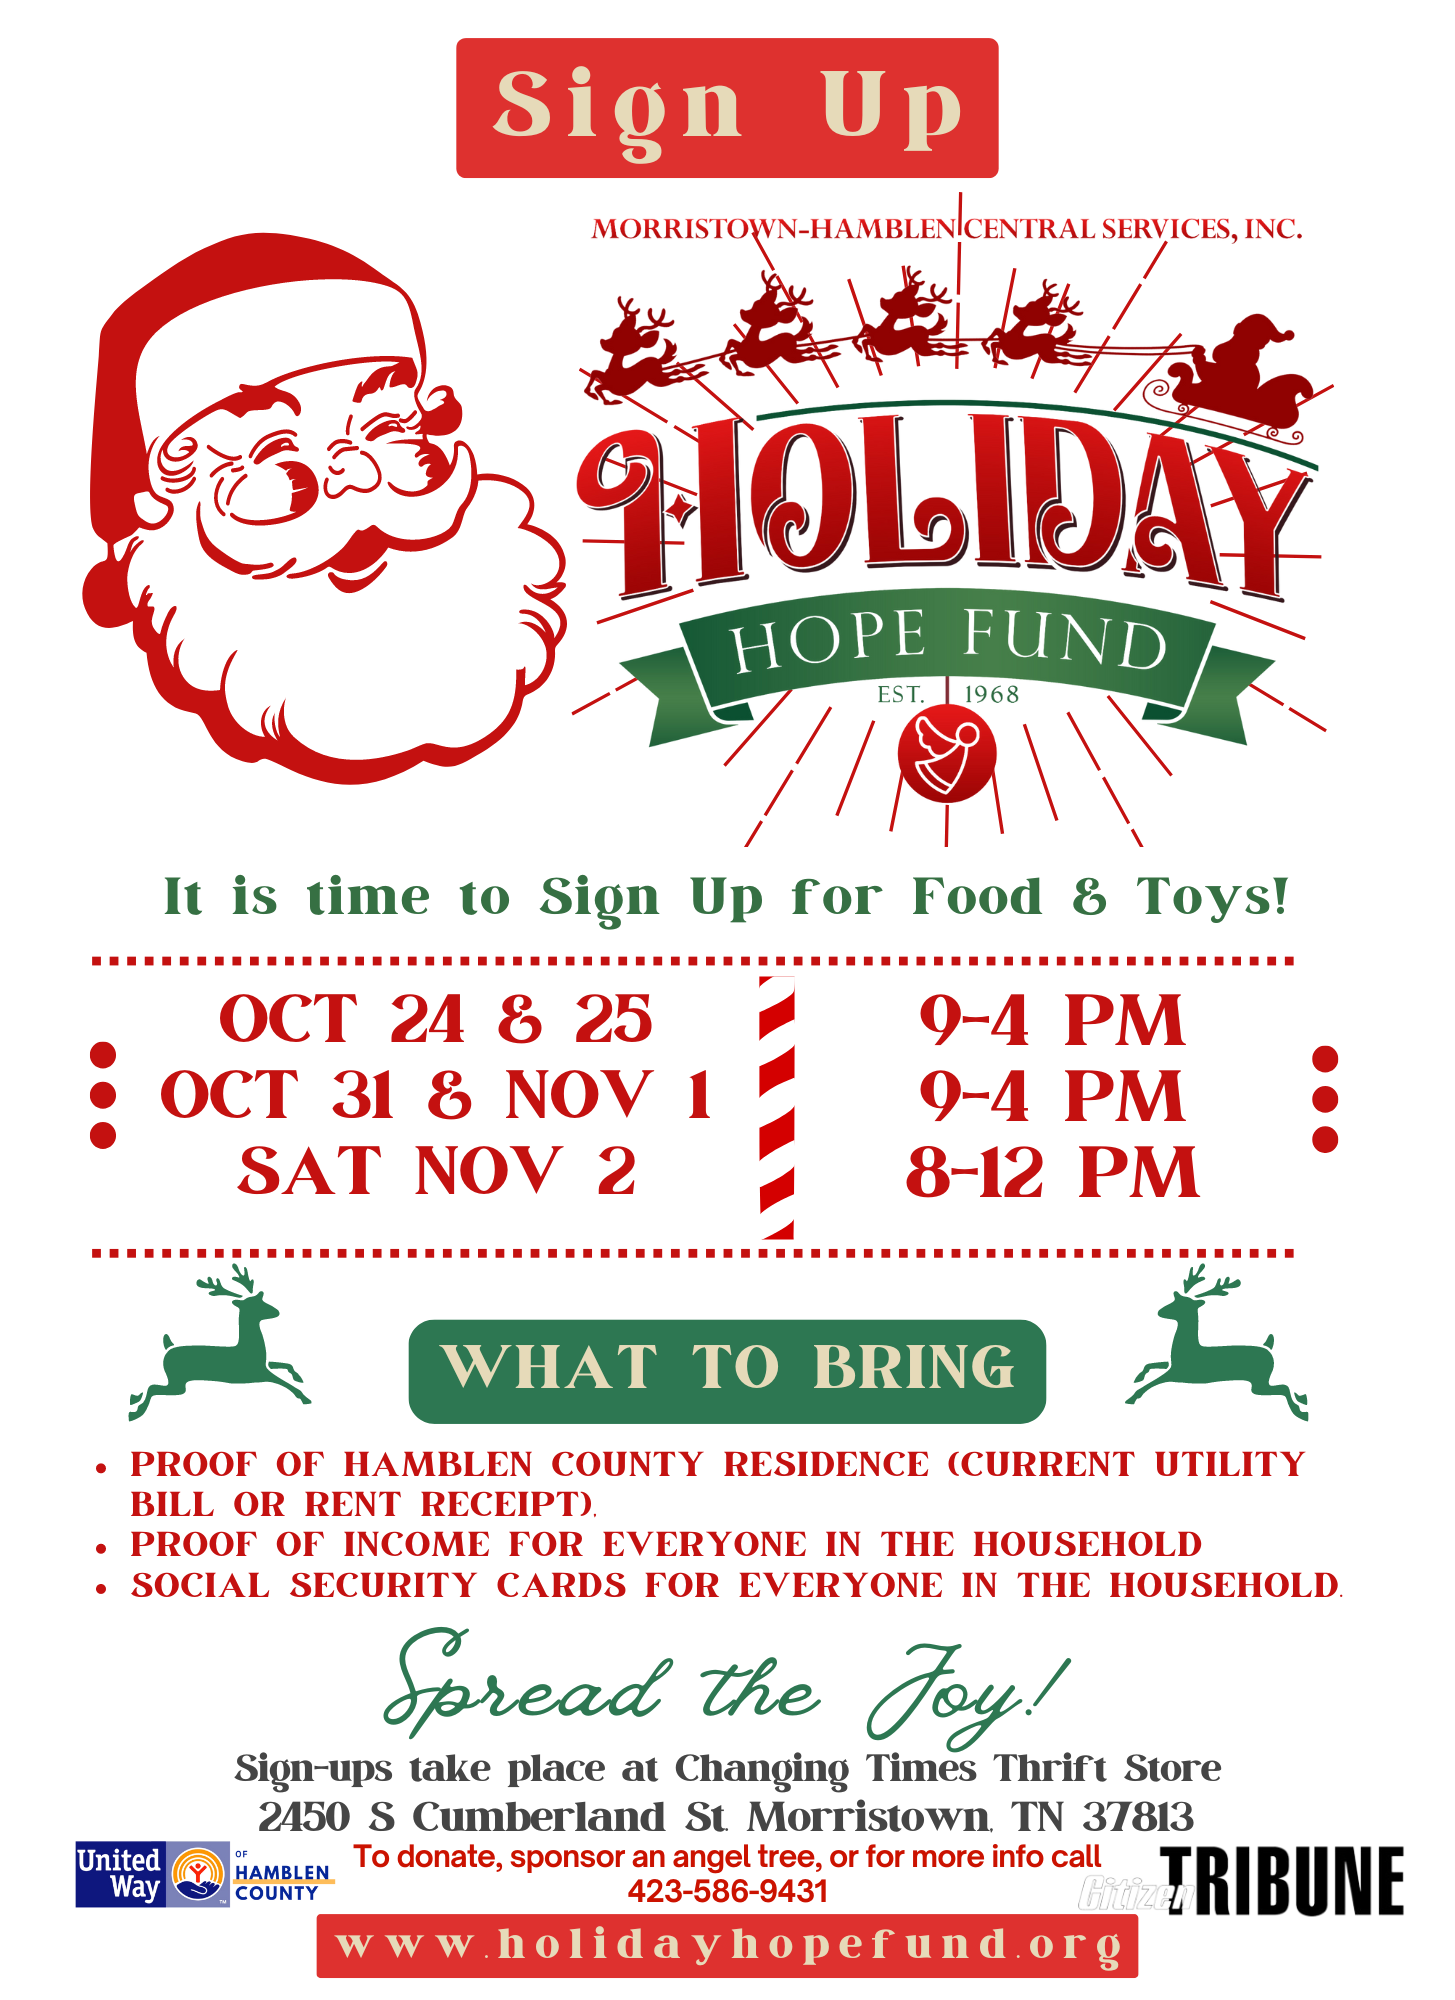 Sign Up
MORRISTOWN-HAMBLEN CENTRAL SERVICES, INC.
HOLIDAY
HOPE FUND
EST. 1968
It is time to Sign Up for Food & Toys!
OCT 24 & 25 9-4 PM
OCT 31 & NOV 1 9-4 PM
SAT NOV 2 8-12 PM
WHAT TO BRING
• PROOF OF HAMBLEN COUNTY RESIDENCE (CURRENT UTILITY
BILL OR RENT RECEIPT).
• PROOF OF INCOME FOR EVERYONE IN THE HOUSEHOLD
• SOCIAL SECURITY CARDS FOR EVERYONE IN THE HOUSEHOLD.
Spread the Joy!
Sign-ups take place at Changing Times Thrift Store
2450 S Cumberland St. Morristown, TN 37813
United
Way
TM
OF
HAMBLEN
COUNTY
To donate, sponsor an angel tree, or for more info call
423-586-9431
Citizen
TRIBUNE
www.holidayhopefund.org